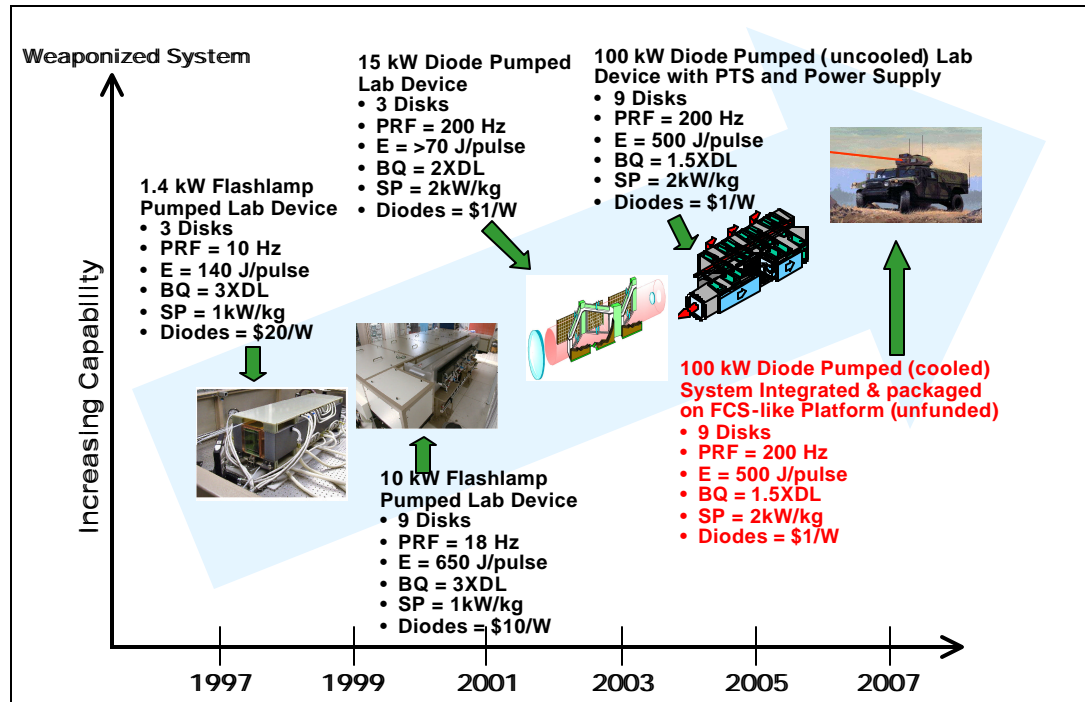 Weaponized System
Increasing Capability
1.4 kW Flashlamp
Pumped Lab Device
• 3 Disks
• PRF = 10 Hz
• E = 140 J/pulse
• BQ = 3XDL
• SP = 1kW/kg
• Diodes = $20/W
15 kW Diode Pumped
Lab Device
• 3 Disks
• PRF = 200 Hz
• E = >70 J/pulse
• BQ = 2XDL
• SP = 2kW/kg
• Diodes = $1/W
100 kW Diode Pumped (uncooled) Lab
Device with PTS and Power Supply
• 9 Disks
• PRF = 200 Hz
• E = 500 J/pulse
• BQ = 1.5XDL
• SP = 2kW/kg
• Diodes = $1/W
10 kW Flashlamp
Pumped Lab Device
• 9 Disks
• PRF = 18 Hz
• E = 650 J/pulse
• BQ = 3XDL
• SP = 1kW/kg
• Diodes = $10/W
100 kW Diode Pumped (cooled)
System Integrated & packaged
on FCS-like Platform (unfunded)
• 9 Disks
• PRF = 200 Hz
• E = 500 J/pulse
• BQ = 1.5XDL
• SP = 2kW/kg
• Diodes = $1/W
1997 1999 2001 2003 2005 2007